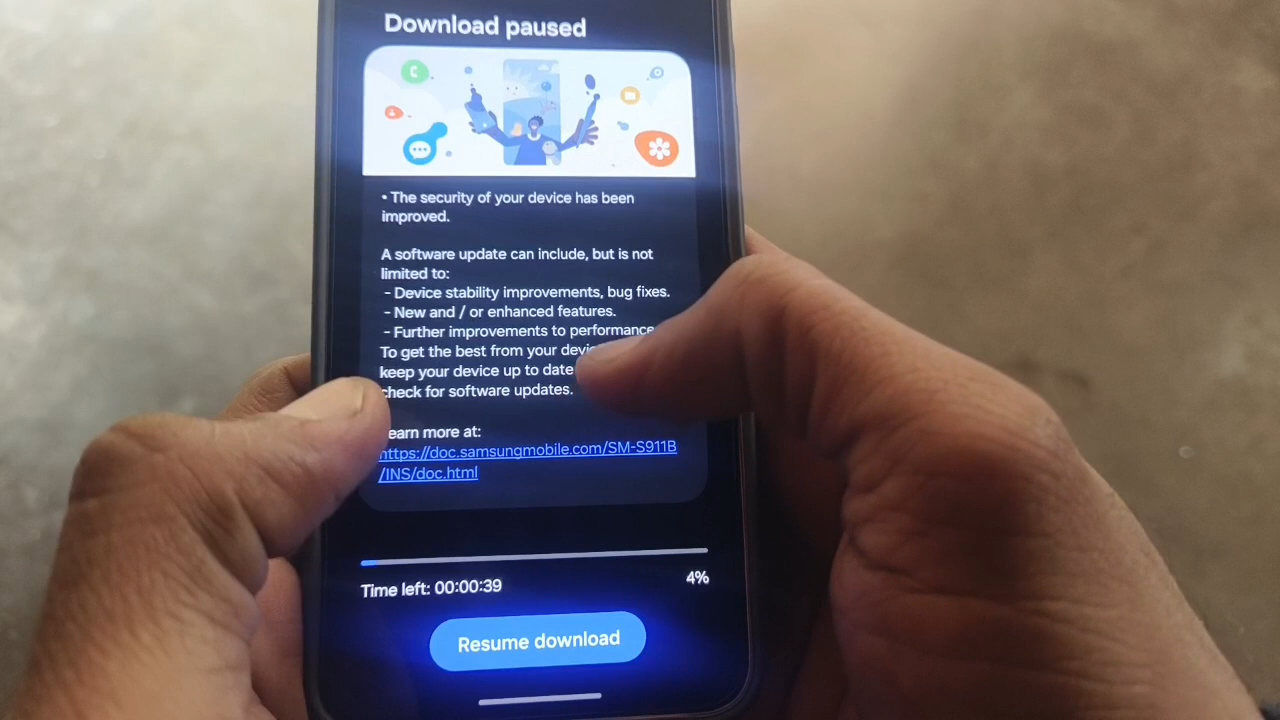 Download paused
• The security of your device has been
improved.
A software update can include, but is not
limited to:
- Device stability improvements, bug fixes.
- New and / or enhanced features.
- Further improvements to performance
To get the best from your
keep your device up to date
check for software updates.
Learn more at:
https://doc.samsungmobile.com/SM-S911B
/INS/doc.html
Time left: 00:00:39
4%
Resume download